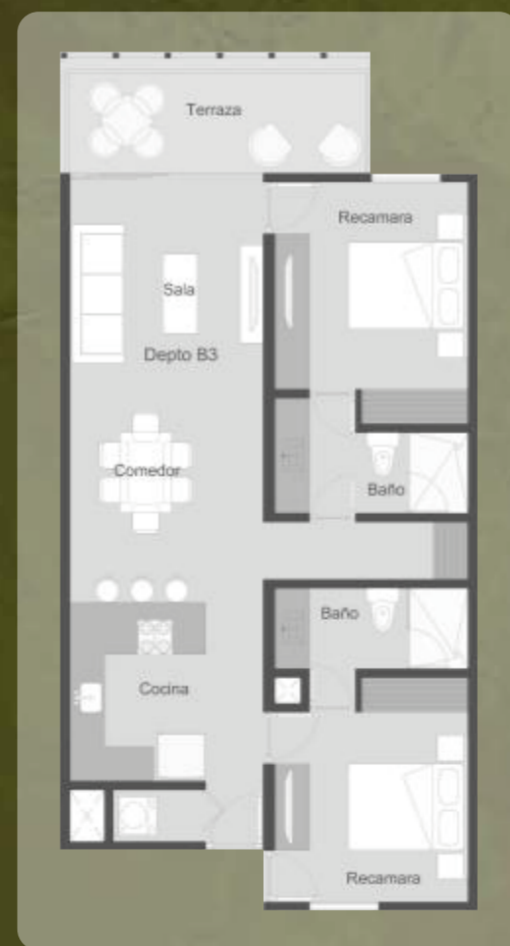 Terraza
Recamara
Sala
Depto B3
Comedor
Baño
Baño
Cocina
Recamara